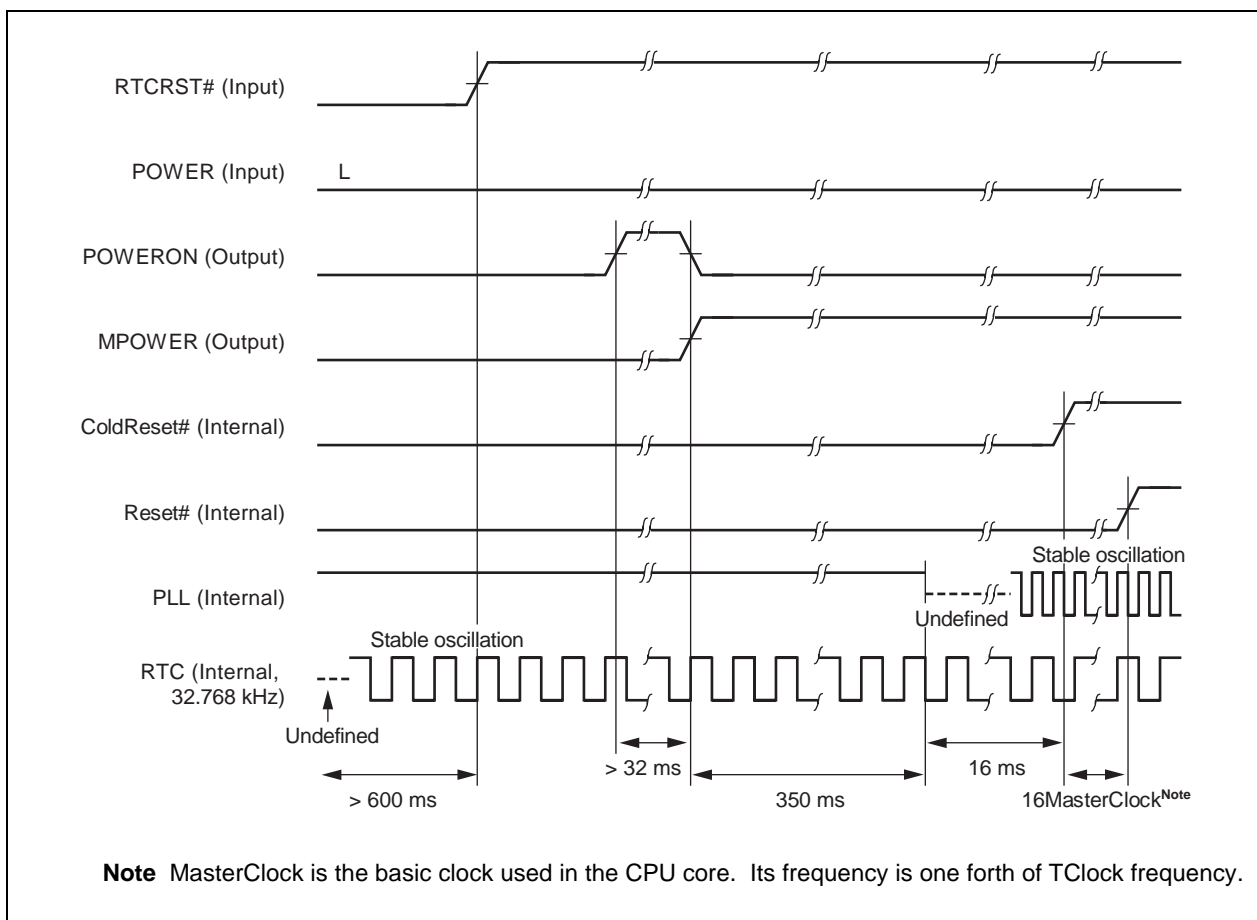 RTCRST# (Input)
POWER (Input)
L
POWERON (Output)
MPOWER (Output)
ColdReset# (Internal)
Reset# (Internal)
Stable oscillation
PLL (Internal)
Undefined
Stable oscillation
RTC (Internal,
32.768 kHz)
Undefined
> 600 ms
> 32 ms
350 ms
16 ms
16MasterClockNote
Note MasterClock is the basic clock used in the CPU core. Its frequency is one forth of TClock frequency.